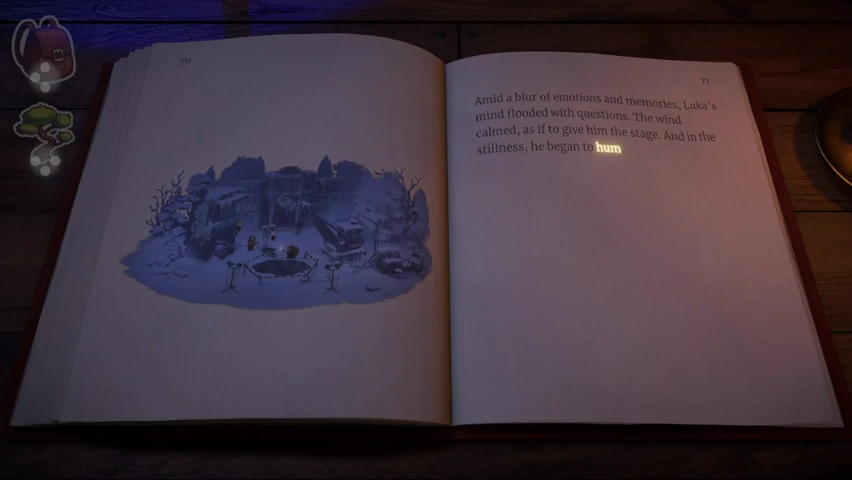 70
71
Amid a blur of emotions and memories, Luka's
mind flooded with questions. The wind
calmed, as if to give him the stage. And in the
stillness, he began to hum